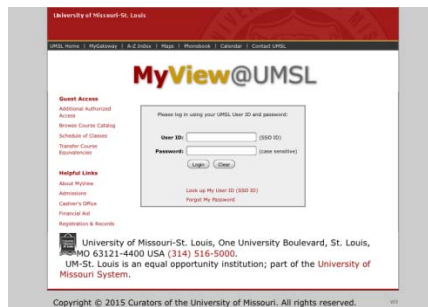 University of Missouri-St. Louis
UMSL Home | MyGateway | A-Z Index | Maps | Phonebook | Calendar | Contact UMSL
MyView@UMSL
Guest Access
Additional Authorized
Access
Browse Course Catalog
Schedule of Classes
Transfer Course
Equivalencies
Helpful Links
About MyView
Admissions
Cashier's Office
Financial Aid
Registration & Records
Please log in using your UMSL User ID and password:
User ID: (SSO ID)
Password: (case sensitive)
Login Clear
Look up My User ID (SSO ID)
Forgot My Password
University of Missouri-St. Louis, One University Boulevard, St. Louis,
MO 63121-4400 USA (314) 516-5000.
UM-St. Louis is an equal opportunity institution; part of the University of
Missouri System.
Copyright © 2015 Curators of the University of Missouri. All rights reserved.